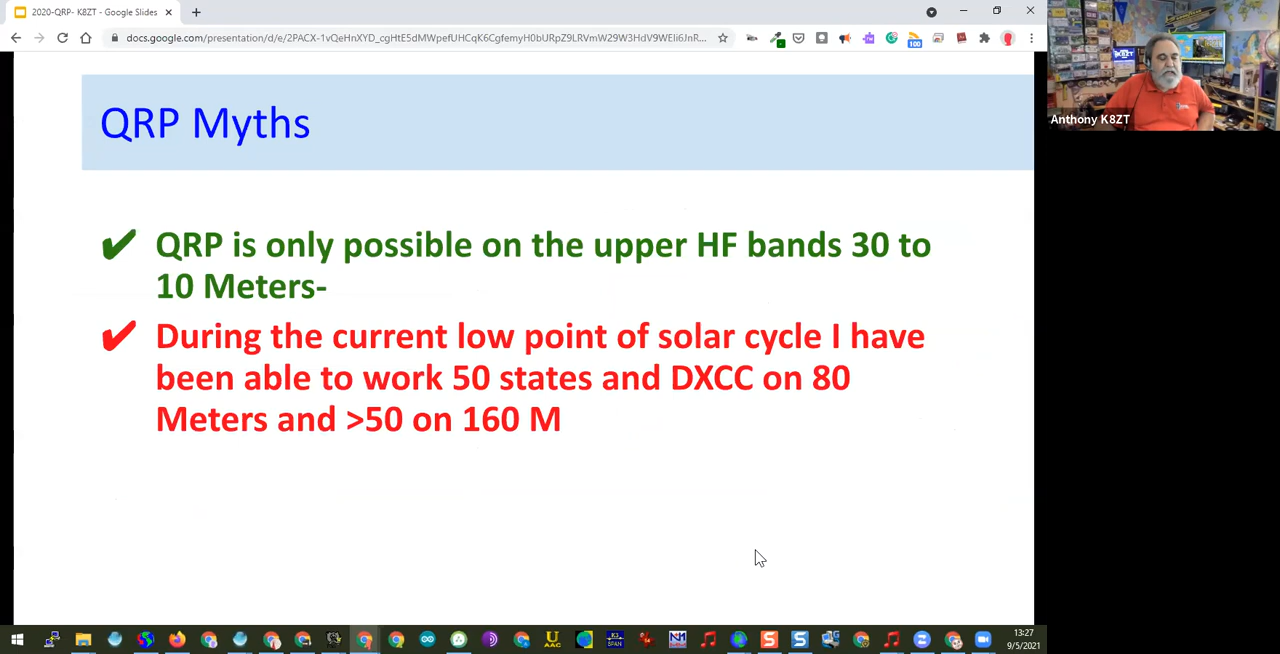 2020-QRP- K8ZT - Google Slides
docs.google.com/presentation/d/e/2PACX-1vQeHnXYD_cgHtE5dMWpefUHCqK6CgfemyH0bURpZ9LRVmW29W3HdV9WEli6JnR...
100
QRP Myths
QRP is only possible on the upper HF bands 30 to
10 Meters-
During the current low point of solar cycle I have
been able to work 50 states and DXCC on 80
Meters and >50 on 160 M
Anthony K8ZT
13:27
9/5/2021